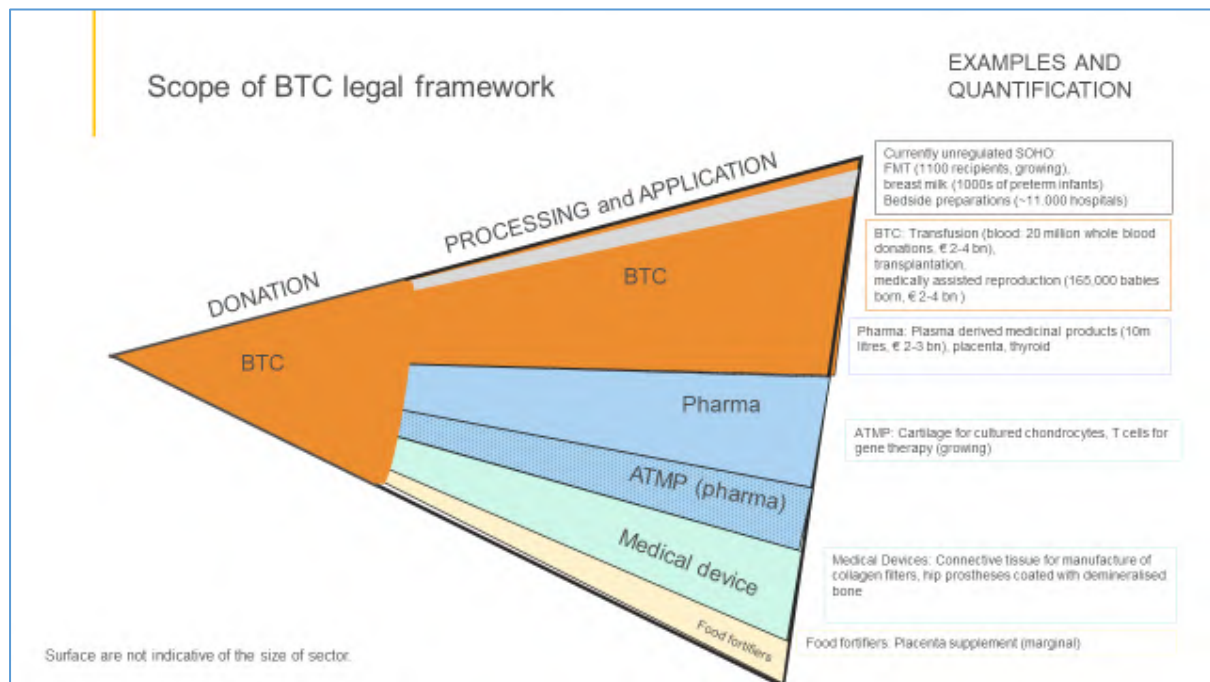 Scope of BTC legal framework
EXAMPLES AND
QUANTIFICATION
DONATION
PROCESSING and APPLICATION
BTC
BTC
Pharma
ATMP (pharma)
Medical device
Food fortifiers
Currently unregulated SOHO:
FMT (1100 recipients, growing),
breast milk (1000s of preterm infants)
Bedside preparations (~11.000 hospitals)
BTC: Transfusion (blood: 20 million whole blood
donations, € 2-4 bn),
transplantation,
medically assisted reproduction (165,000 babies
born, € 2-4 bn )
Pharma: Plasma derived medicinal products (10m
litres, € 2-3 bn), placenta, thyroid
ATMP: Cartilage for cultured chondrocytes, T cells for
gene therapy (growing)
Medical Devices: Connective tissue for manufacture of
collagen filters, hip prostheses coated with demineralised
bone
Food fortifiers: Placenta supplement (marginal)
Surface are not indicative of the size of sector.